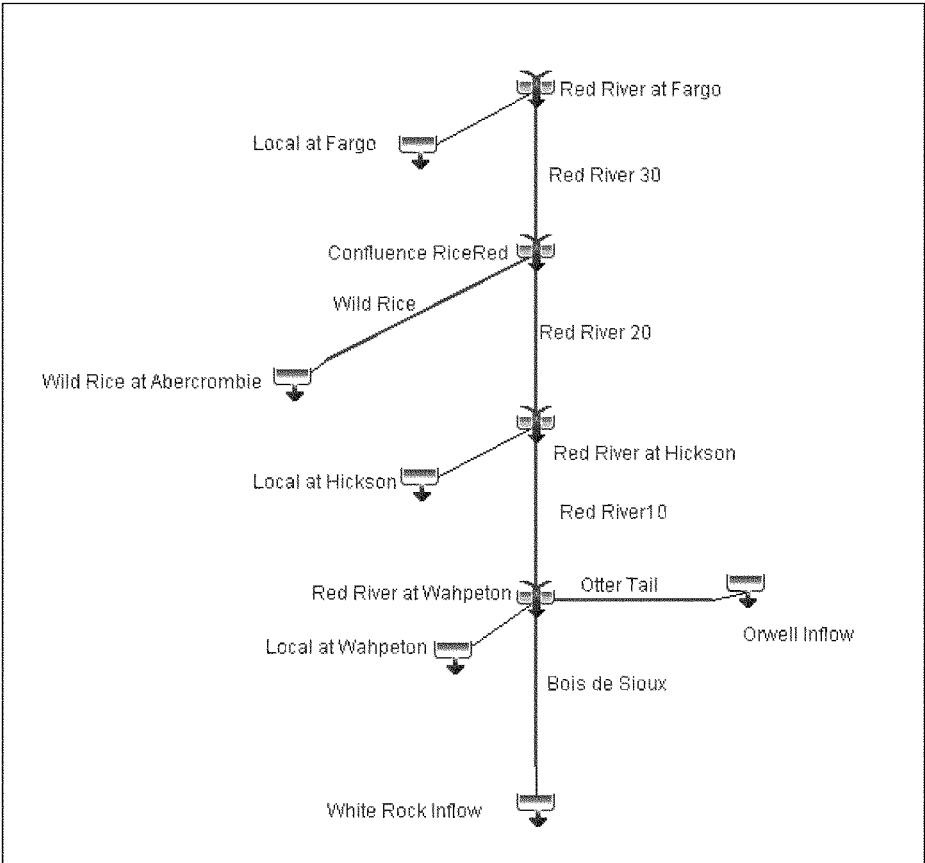 Red River at Fargo
Local at Fargo
Red River 30
Confluence RiceRed
Wild Rice
Red River 20
Wild Rice at Abercrombie
Red River at Hickson
Local at Hickson
Red River10
Otter Tail
Red River at Wahpeton
Orwell Inflow
Local at Wahpeton
Bois de Sioux
White Rock Inflow